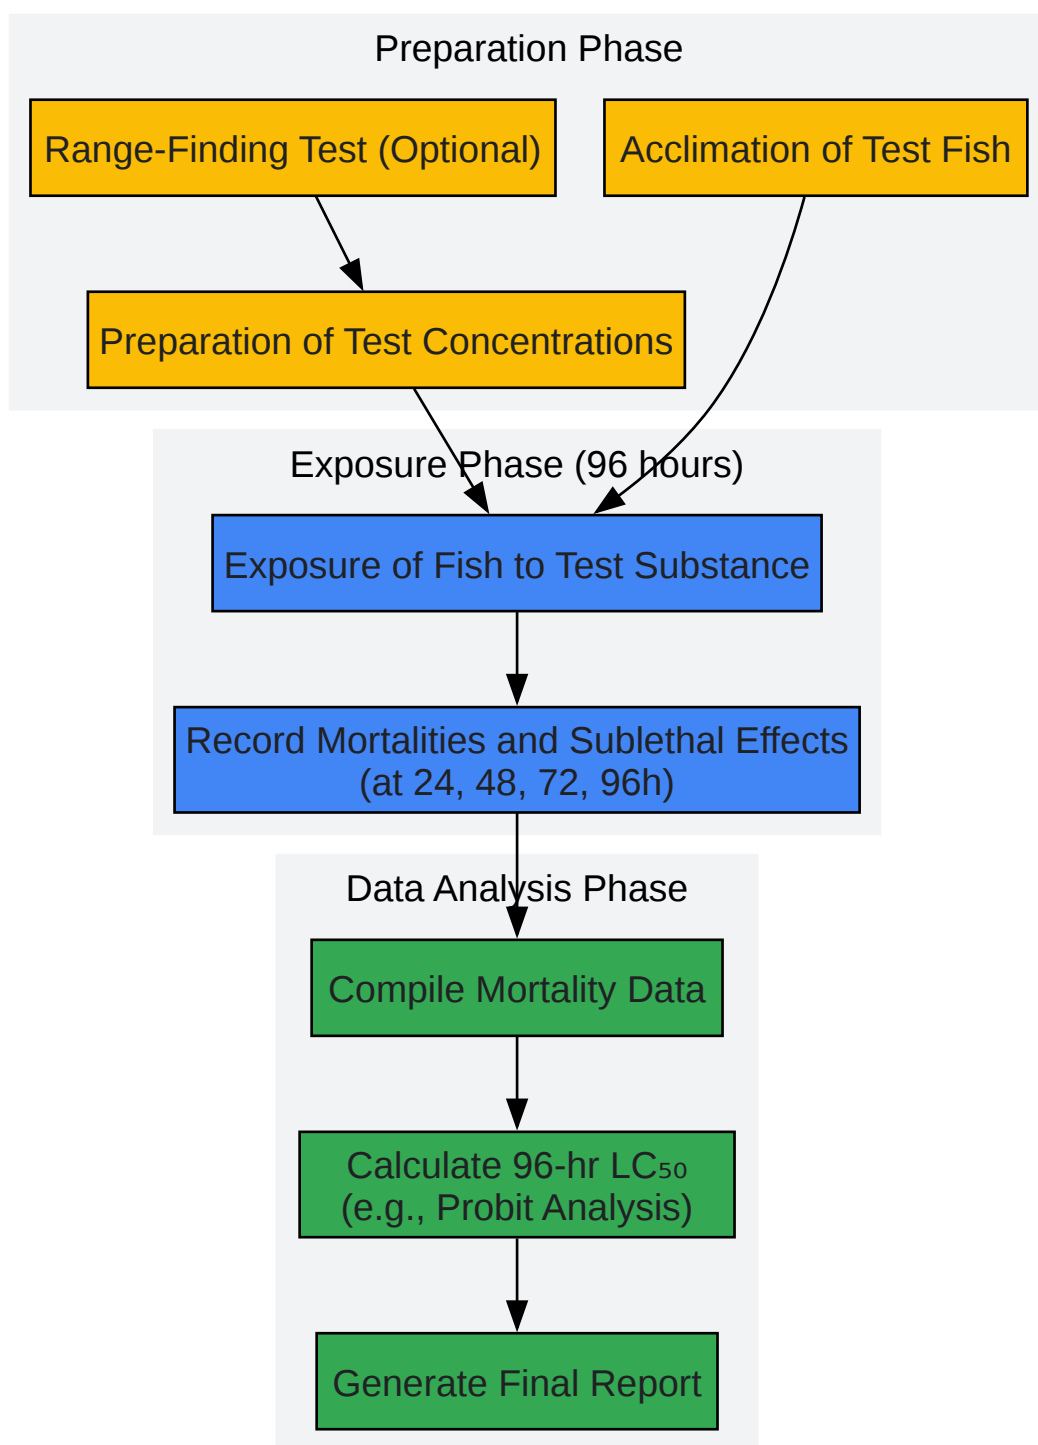 Preparation Phase
Range-Finding Test (Optional)
Acclimation of Test Fish
Preparation of Test Concentrations
Exposure Phase (96 hours)
Exposure of Fish to Test Substance
Record Mortalities and Sublethal Effects
(at 24, 48, 72, 96h)
Data Analysis Phase
Compile Mortality Data
Calculate 96-hr LC₅₀
(e.g., Probit Analysis)
Generate Final Report